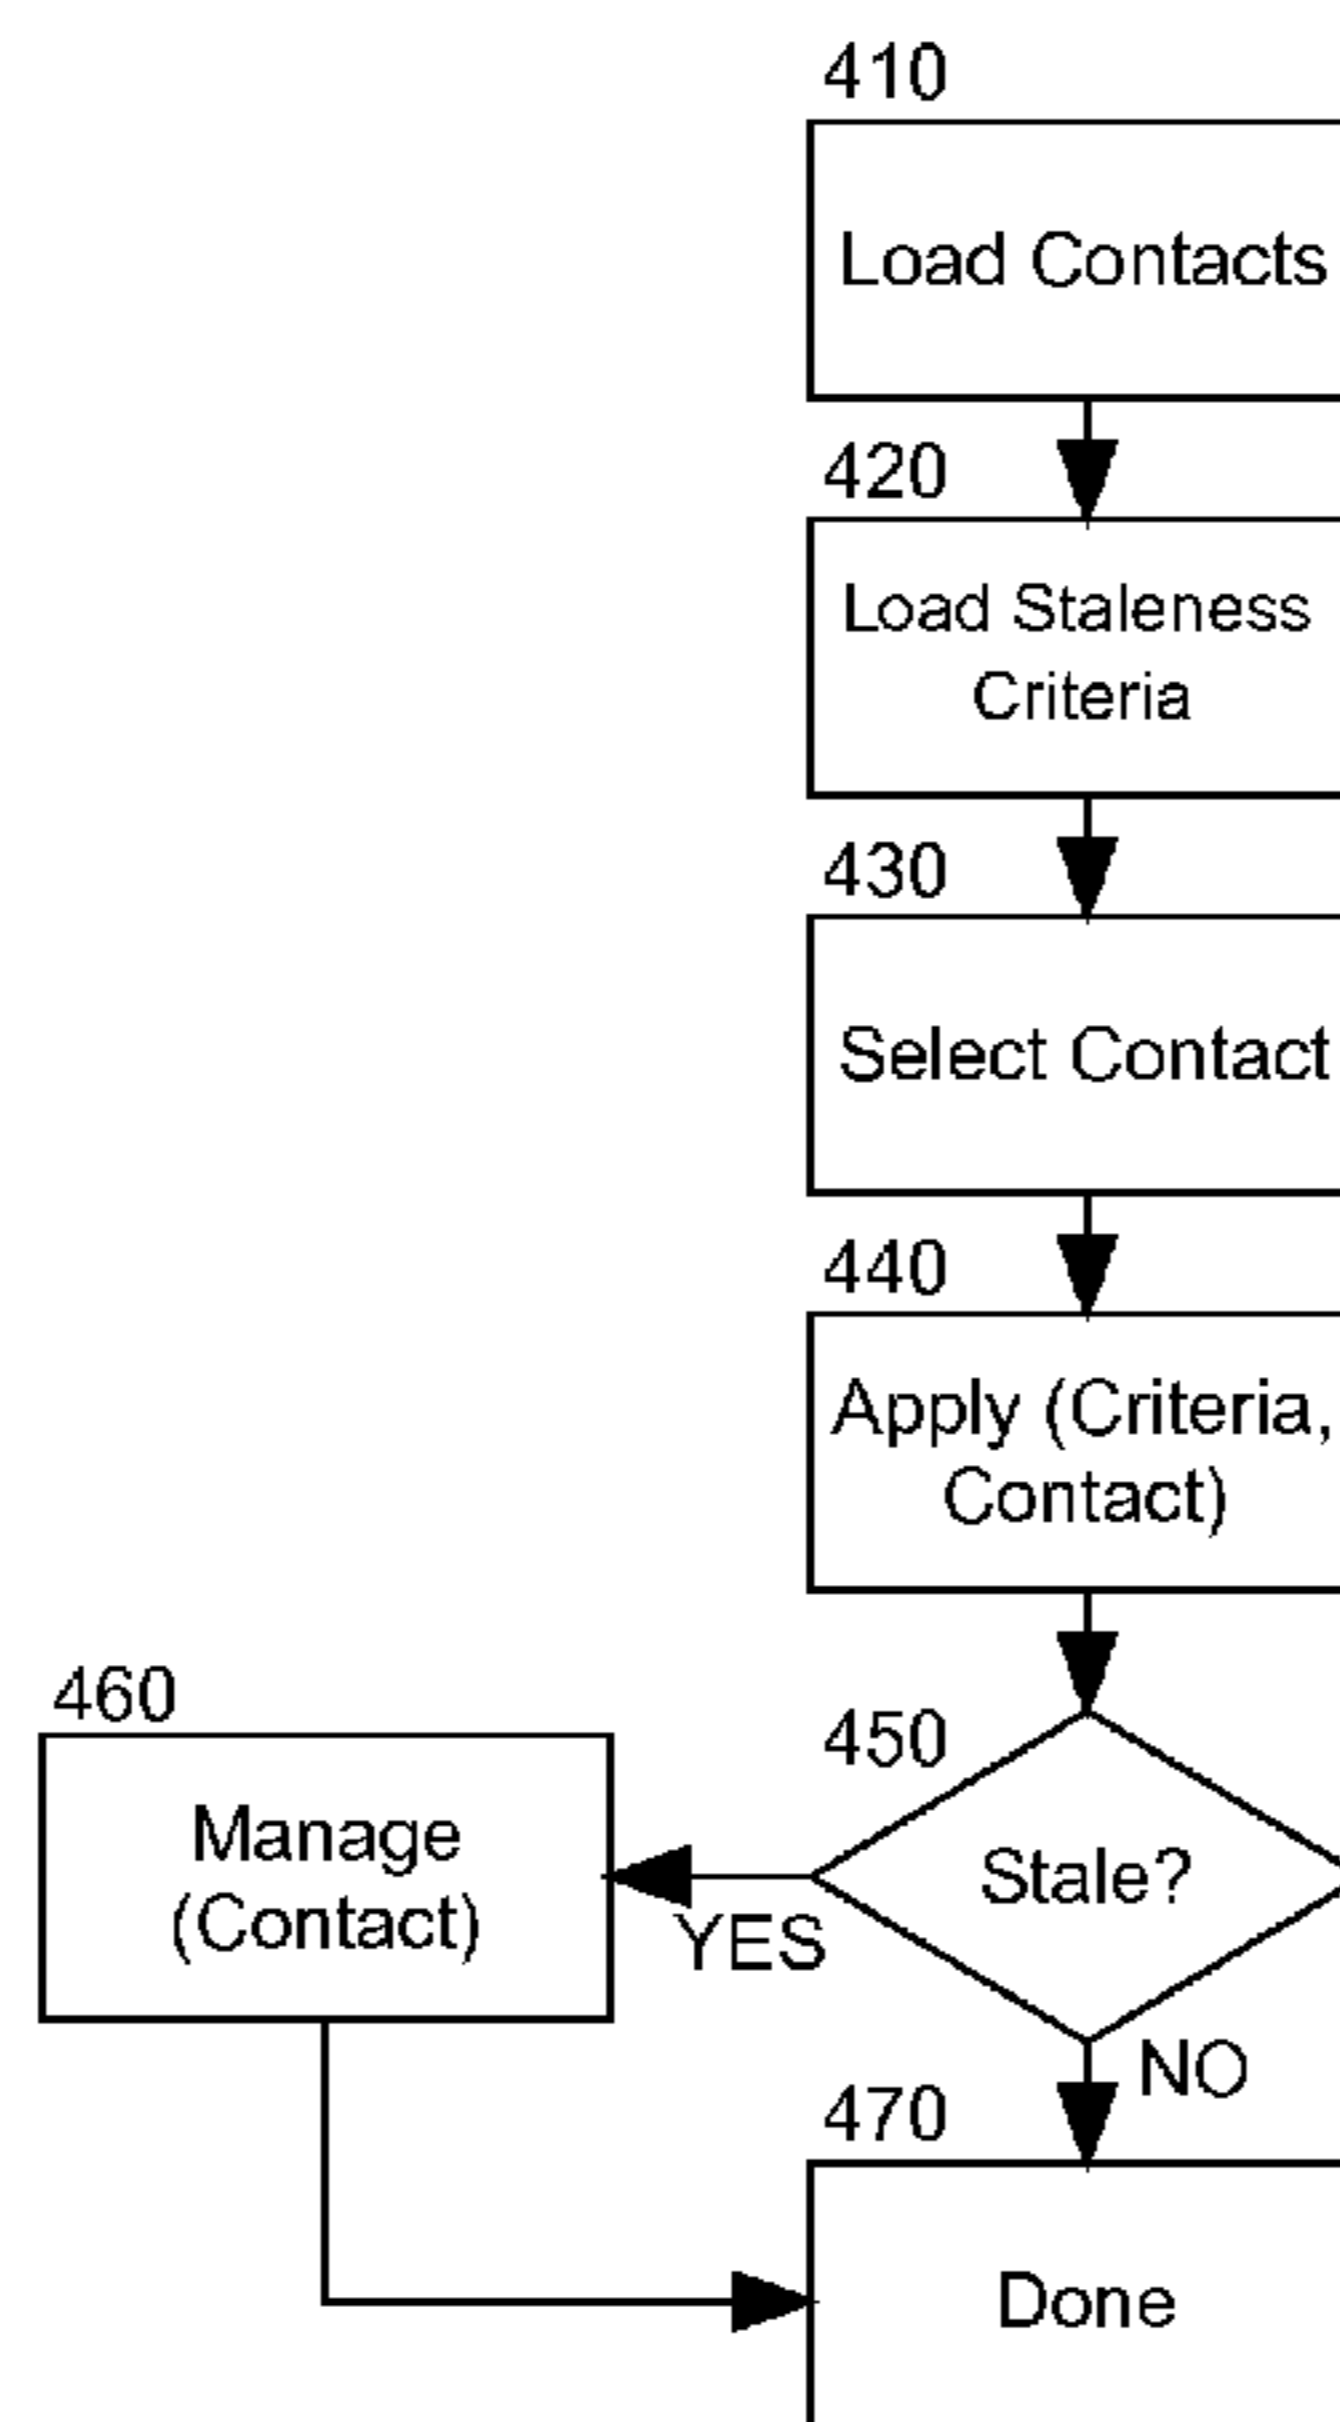 410
Load Contacts
420
Load Staleness
Criteria
430
Select Contact
440
Apply (Criteria,
Contact)
460
Manage
(Contact)
450
Stale?
YES
NO
470
Done